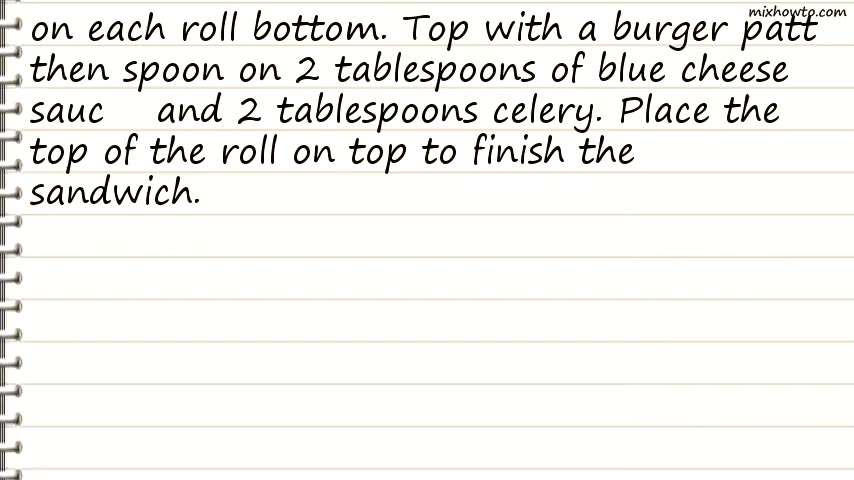 mixhowto.com
on each roll bottom. Top with a burger patt
then spoon on 2 tablespoons of blue cheese
sauc and 2 tablespoons celery. Place the
top of the roll on top to finish the
sandwich.